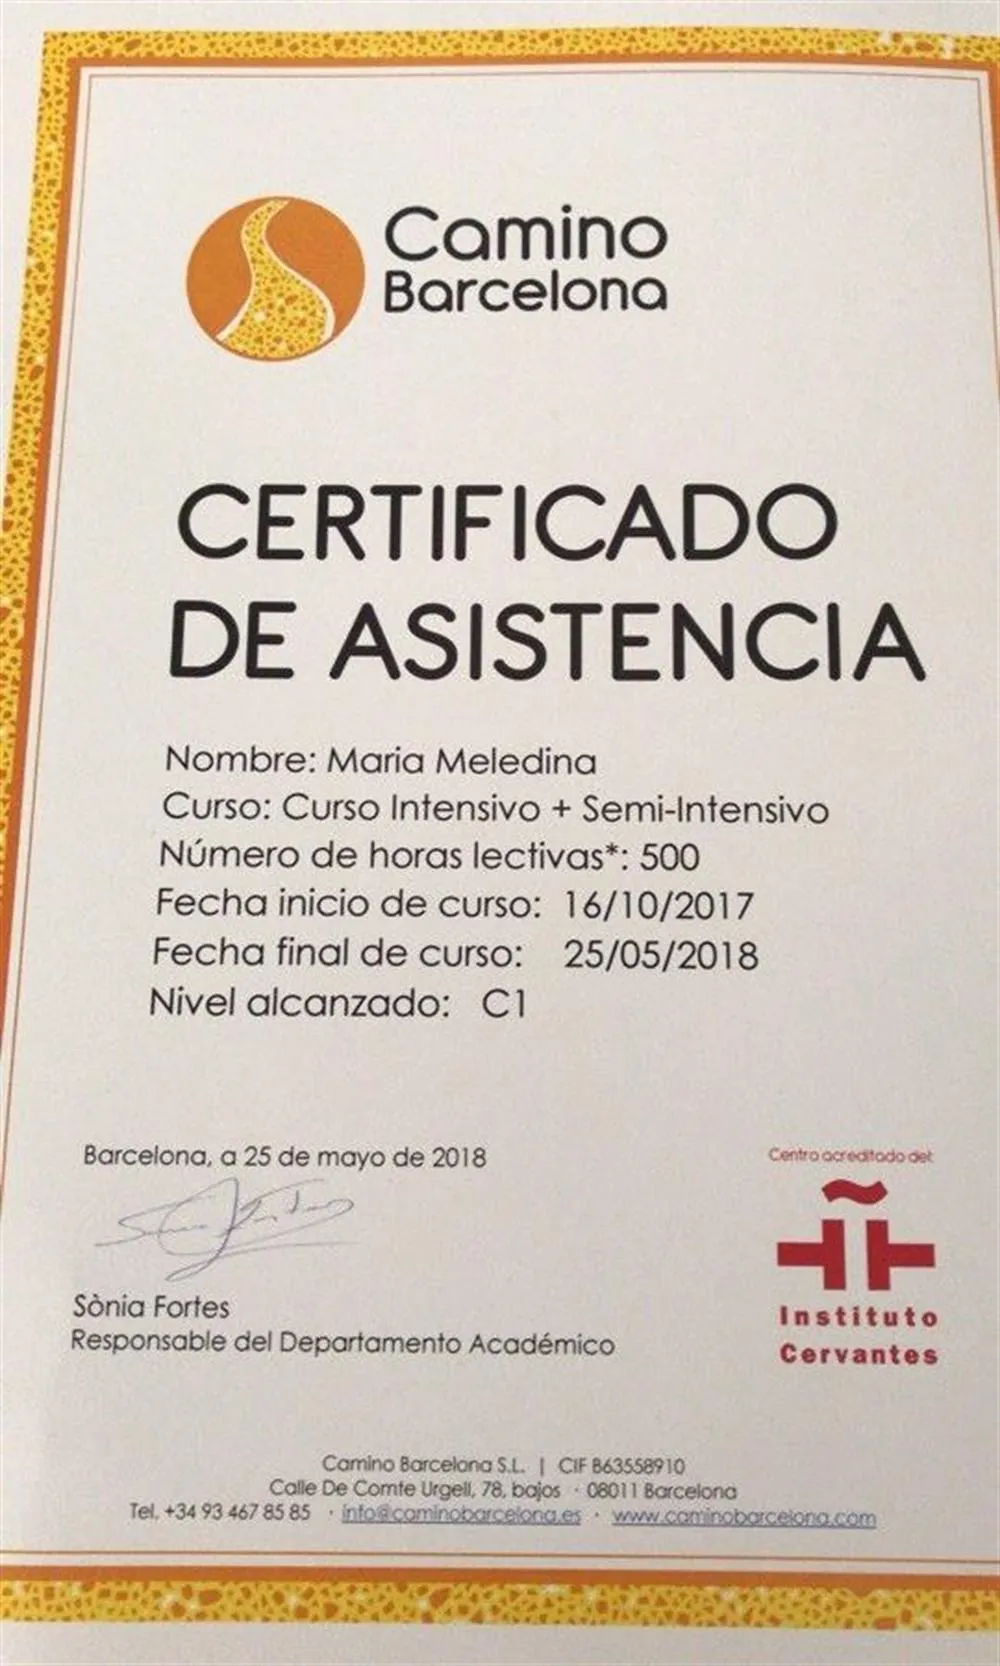 Camino
Barcelona
CERTIFICADO
DE ASISTENCIA
Nombre: Maria Meledina
Curso: Curso Intensivo + Semi-Intensivo
Número de horas lectivas*: 500
Fecha inicio de curso: 16/10/2017
Fecha final de curso: 25/05/2018
Nivel alcanzado: C1
Barcelona, a 25 de mayo de 2018
Centro acreditado del:
Sònia Fortes
Responsable del Departamento Académico
Instituto
Cervantes
Camino Barcelona S.L. | CIF B63558910
Calle De Comte Urgell, 78, bajos · 08011 Barcelona
Tel. +34 93 467 85 85 · info@caminobarcelona.es · www.caminobarcelona.com